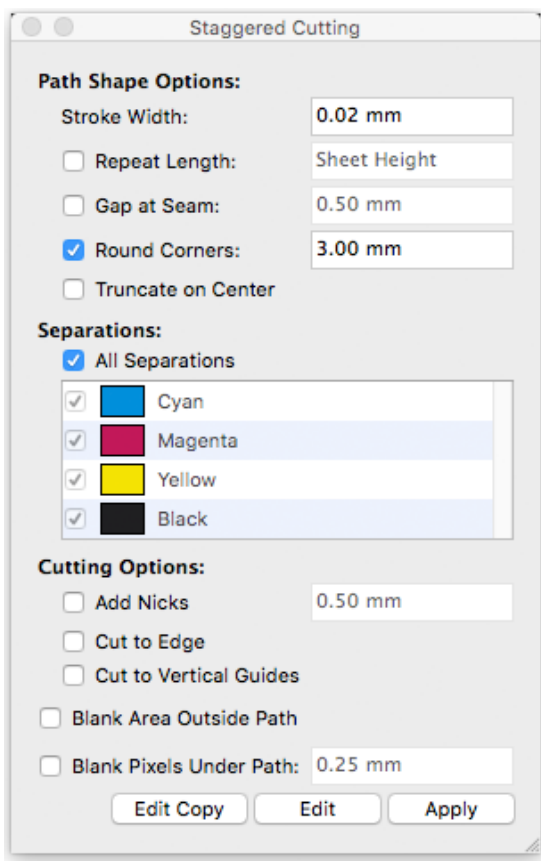 Staggered Cutting
Path Shape Options:
Stroke Width: 0.02 mm
Repeat Length: Sheet Height
Gap at Seam: 0.50 mm
Round Corners: 3.00 mm
Truncate on Center
Separations:
All Separations
Cyan
Magenta
Yellow
Black
Cutting Options:
Add Nicks 0.50 mm
Cut to Edge
Cut to Vertical Guides
Blank Area Outside Path
Blank Pixels Under Path: 0.25 mm
Edit Copy Edit Apply